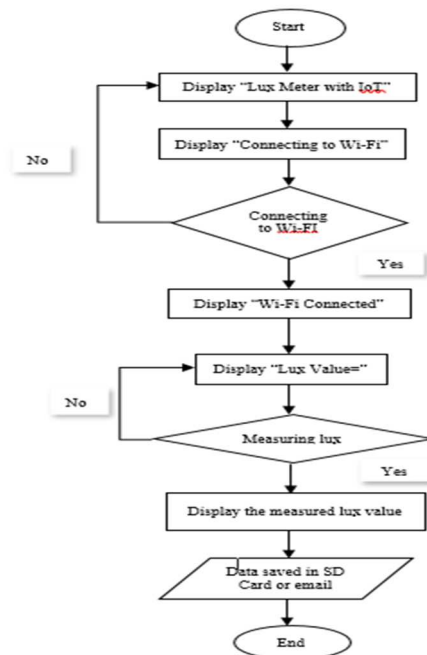 Start
Display “Lux Meter with IoT”
Display “Connecting to Wi-Fi”
No
Connecting
to Wi-FI
Yes
Display “Wi-Fi Connected”
Display “Lux Value=”
No
Measuring lux
Yes
Display the measured lux value
Data saved in SD
Card or email
End